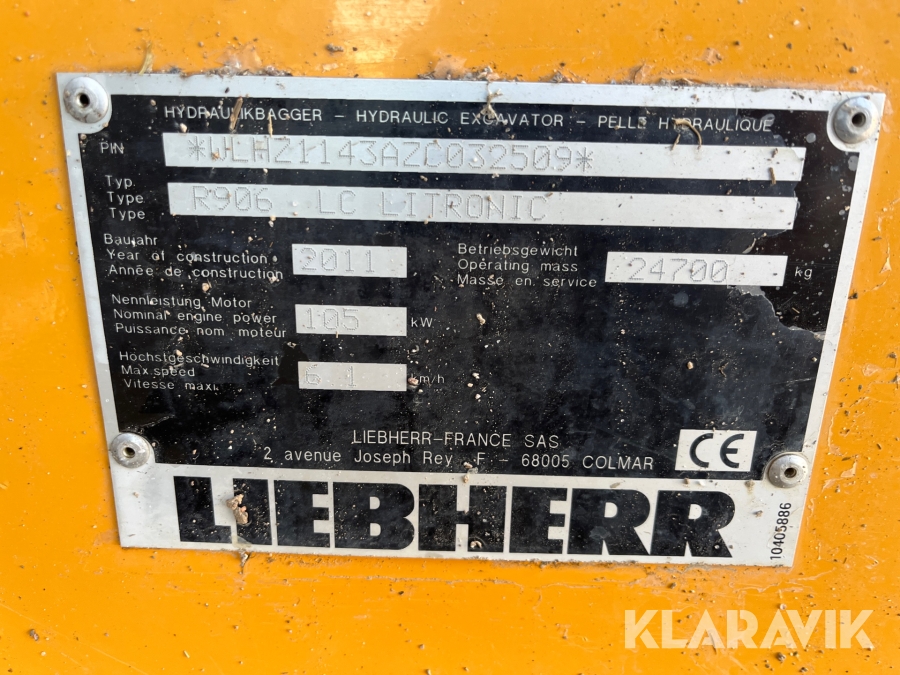 HYDRAULIKBAGGER - HYDRAULIC EXCAVATOR - PELLE HYDRAULIQUE
PIN *WLHZ1143AZC032509*
Typ
Type R906 LC LITRONIC
Type
Baujahr
Year of construction 2011
Année de construction
Betriebsgewicht
Operating mass 24700 kg
Masse en service
Nennleistung Motor
Nominal engine power 105 kW
Puissance nom. moteur
Höchstgeschwindigkeit
Max.speed 6.1 km/h
Vitesse maxi.
LIEBHERR-FRANCE SAS
2 avenue Joseph Rey F - 68005 COLMAR
CE
LIEBHERR
10405886
KLARAVIK